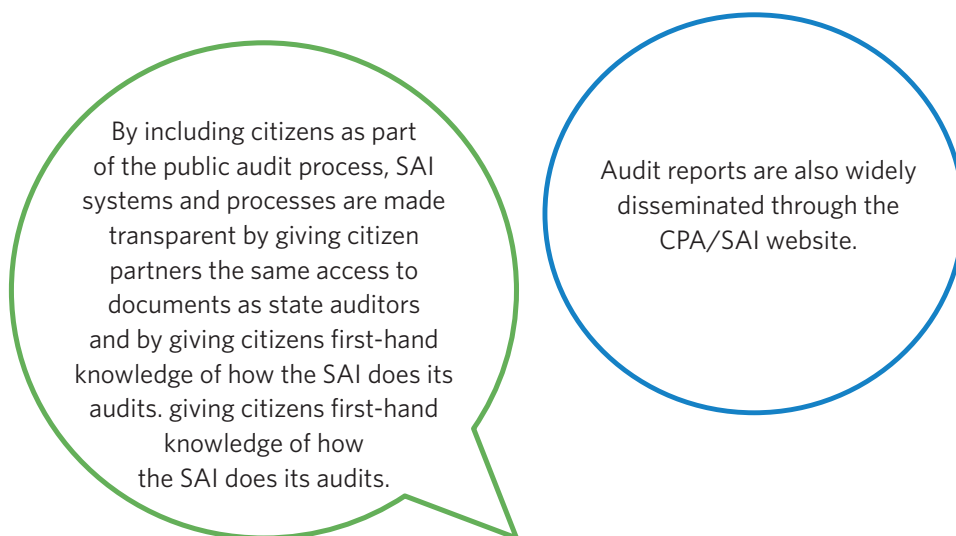 By including citizens as part
of the public audit process, SAI
systems and processes are made
transparent by giving citizen
partners the same access to
documents as state auditors
and by giving citizens first-hand
knowledge of how the SAI does its
audits. giving citizens first-hand
knowledge of how
the SAI does its audits.
Audit reports are also widely
disseminated through the
CPA/SAI website.